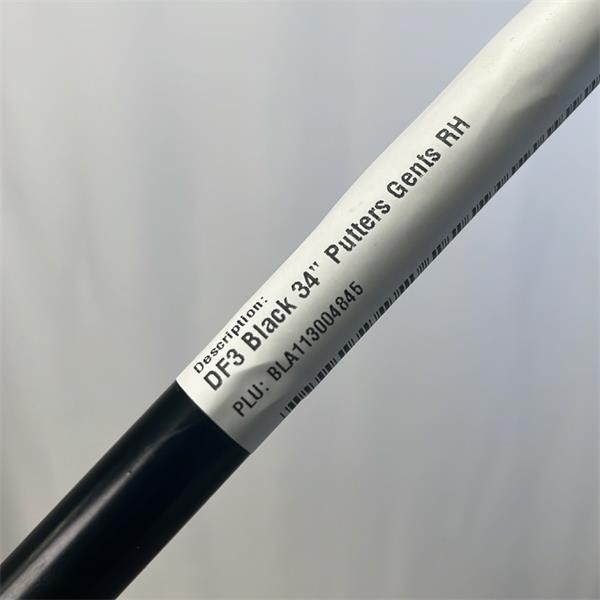 Description:
DF3 Black 34" Putters Gents RH
PLU: BLA113004845